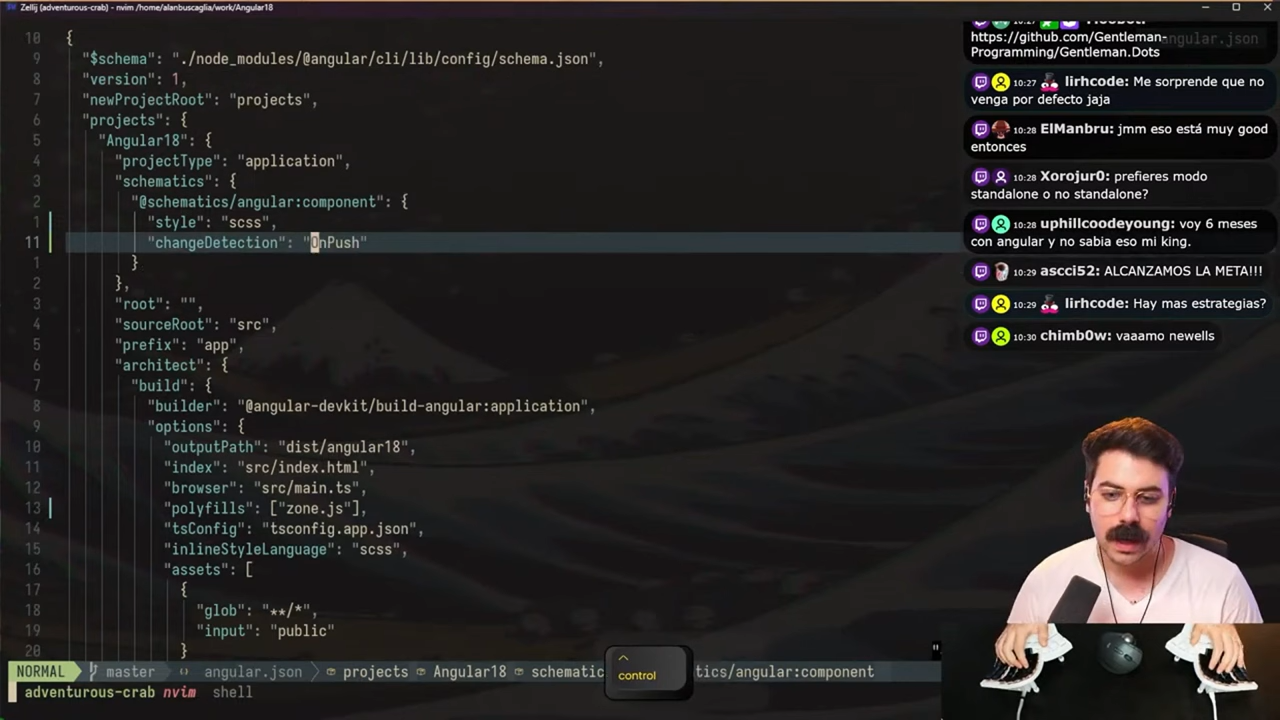 Zellij (adventurous-crab) - nvim /home/alanbuscaglia/work/Angular18
10 {
9 "$schema": "./node_modules/@angular/cli/lib/config/schema.json",
8 "version": 1,
7 "newProjectRoot": "projects",
6 "projects": {
5 "Angular18": {
4 "projectType": "application",
3 "schematics": {
2 "@schematics/angular:component": {
1 "style": "scss",
11 "changeDetection": "OnPush"
1 }
2 },
3 "root": "",
4 "sourceRoot": "src",
5 "prefix": "app",
6 "architect": {
7 "build": {
8 "builder": "@angular-devkit/build-angular:application",
9 "options": {
10 "outputPath": "dist/angular18",
11 "index": "src/index.html",
12 "browser": "src/main.ts",
13 "polyfills": ["zone.js"],
14 "tsConfig": "tsconfig.app.json",
15 "inlineStyleLanguage": "scss",
16 "assets": [
17 {
18 "glob": "**/*",
19 "input": "public"
20 }
NORMAL master angular.json projects Angular18 schematic
tics/angular:component
adventurous-crab nvim shell
^
control
10:27
https://github.com/Gentleman-
Programming/Gentleman.Dots
angular.json
10:27 lirhcode: Me sorprende que no
venga por defecto jaja
10:28 ElManbru: jmm eso está muy good
entonces
10:28 Xorojur0: prefieres modo
standalone o no standalone?
10:28 uphillcoodeyoung: voy 6 meses
con angular y no sabia eso mi king.
10:29 ascci52: ALCANZAMOS LA META!!!
10:29 lirhcode: Hay mas estrategias?
10:30 chimb0w: vaaamo newells